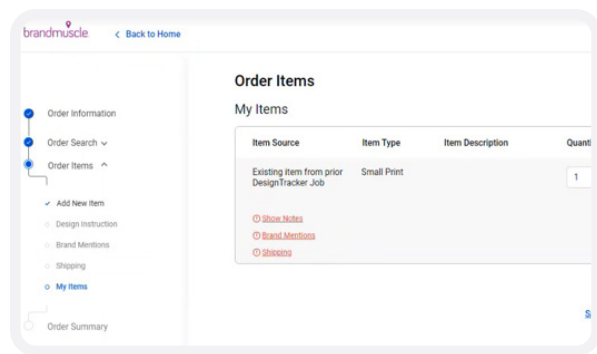 brandmuscle
Back to Home
Order Information
Order Search
Order Items
Add New Item
Design Instruction
Brand Mentions
Shipping
My Items
Order Summary
Order Items
My Items
Item Source Item Type Item Description Quanti
Existing item from prior Small Print 1
DesignTracker Job
Show Notes
Brand Mentions
Shipping
S